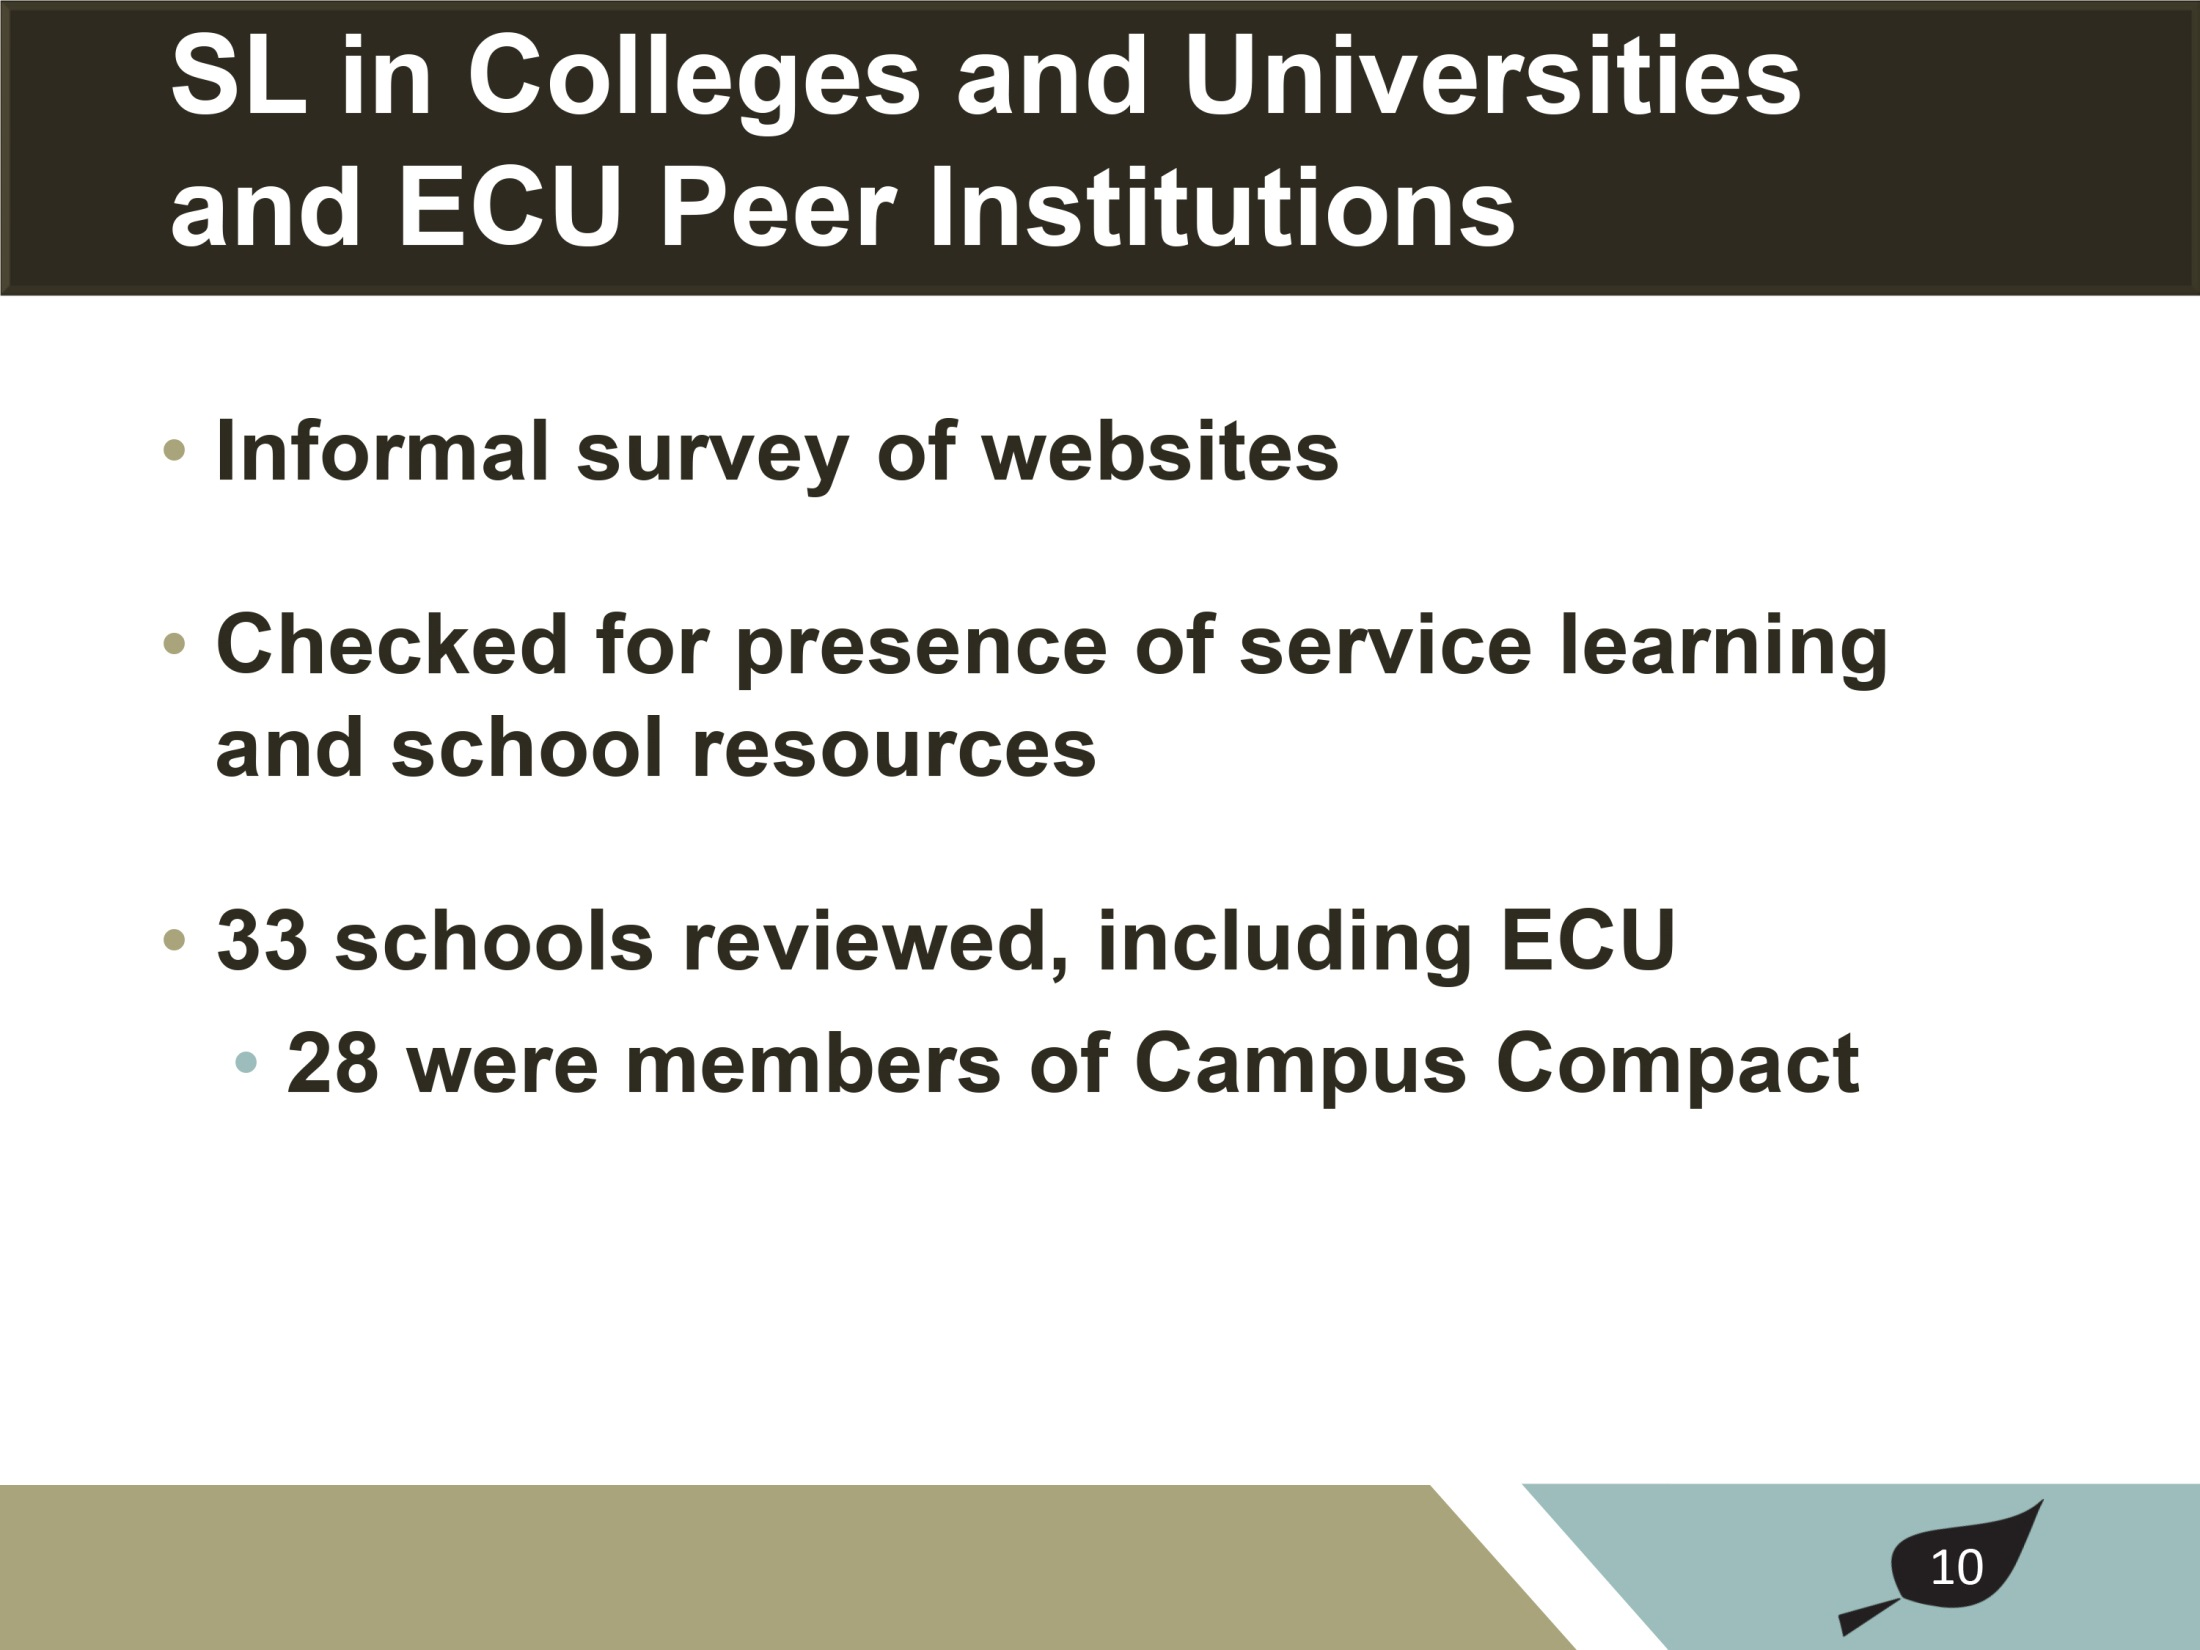 SL in Colleges and Universities
and ECU Peer Institutions
• Informal survey of websites
• Checked for presence of service learning
and school resources
• 33 schools reviewed, including ECU
• 28 were members of Campus Compact
10